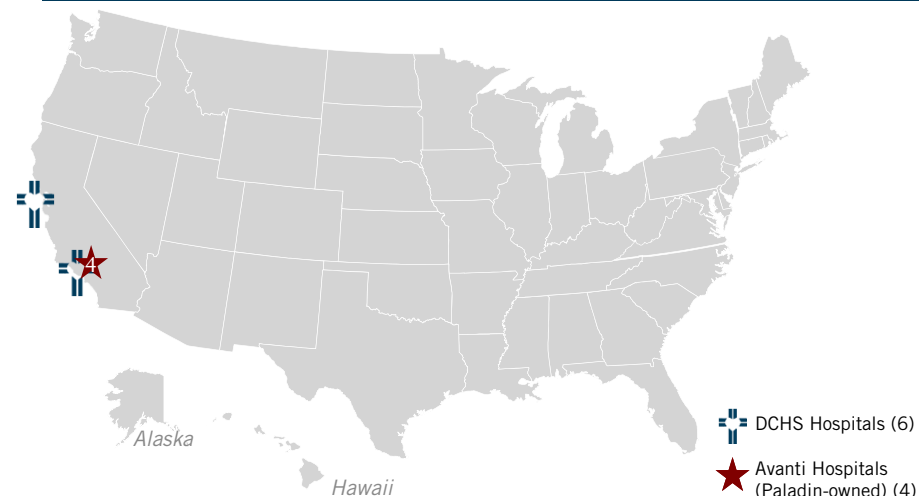 4
Alaska
Hawaii
DCHS Hospitals (6)
Avanti Hospitals
(Paladin-owned) (4)